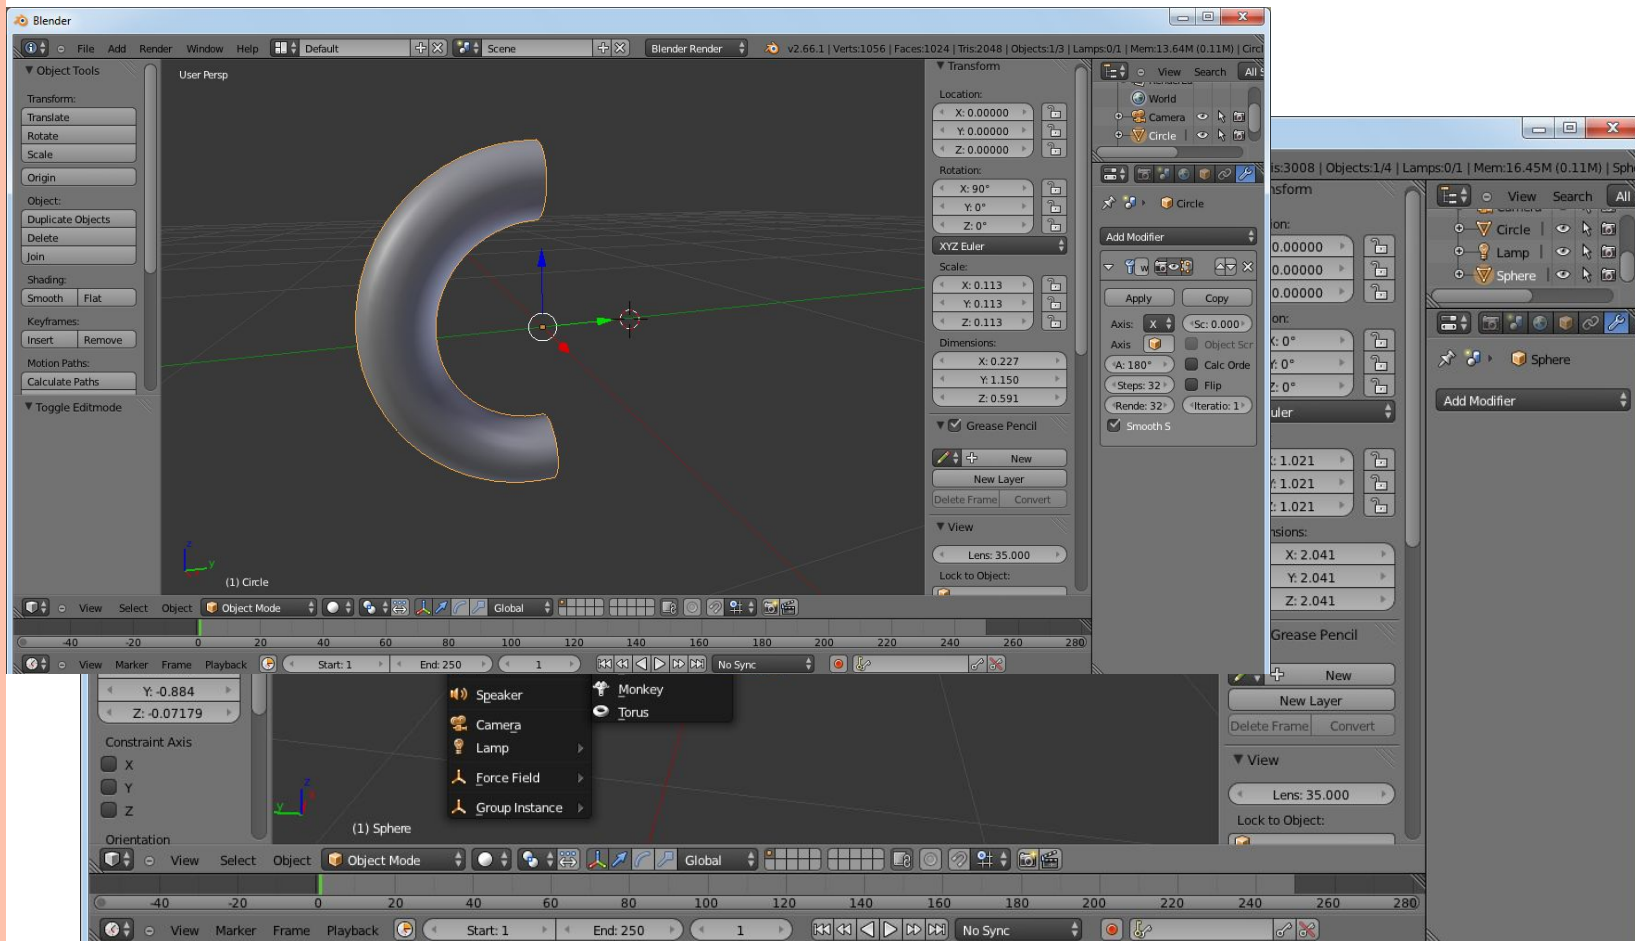 Blender
File Add Render Window Help Default Scene Blender Render v2.66.1 | Verts:1056 | Faces:1024 | Tris:2048 | Objects:1/3 | Lamps:0/1 | Mem:13.64M (0.11M) | Circl
Object Tools
Transform:
Translate
Rotate
Scale
Origin
Object:
Duplicate Objects
Delete
Join
Shading:
Smooth Flat
Keyframes:
Insert Remove
Motion Paths:
Calculate Paths
Toggle Editmode
User Persp
z
y
(1) Circle
Transform
Location:
X: 0.00000
Y: 0.00000
Z: 0.00000
Rotation:
X: 90°
Y: 0°
Z: 0°
XYZ Euler
Scale:
X: 0.113
Y: 0.113
Z: 0.113
Dimensions:
X: 0.227
Y: 1.150
Z: 0.591
Grease Pencil
New
New Layer
Delete Frame Convert
View
Lens: 35.000
Lock to Object:
View Search All S
World
Camera
Circle
Circle
Add Modifier
W
Apply Copy
Axis: X Sc: 0.000
Axis Object Scr
A: 180° Calc Orde
Steps: 32 Flip
Rende: 32 Iteratio: 1
Smooth S
View Select Object Object Mode Global
-40 -20 0 20 40 60 80 100 120 140 160 180 200 220 240 260 280
View Marker Frame Playback Start: 1 End: 250 1 No Sync
is:3008 | Objects:1/4 | Lamps:0/1 | Mem:16.45M (0.11M) | Sph
sform
on:
0.00000
0.00000
0.00000
on:
X: 0°
Y: 0°
Z: 0°
uler
: 1.021
: 1.021
: 1.021
nsions:
X: 2.041
Y: 2.041
Z: 2.041
Grease Pencil
New
New Layer
Delete Frame Convert
View
Lens: 35.000
Lock to Object:
View Search All
Circle
Lamp
Sphere
Sphere
Add Modifier
Y: -0.884
Z: -0.07179
Constraint Axis
X
Y
Z
Orientation
Speaker
Camera
Lamp
Force Field
Group Instance
Monkey
Torus
z
y
(1) Sphere
View Select Object Object Mode Global
-40 -20 0 20 40 60 80 100 120 140 160 180 200 220 240 260 280
View Marker Frame Playback Start: 1 End: 250 1 No Sync